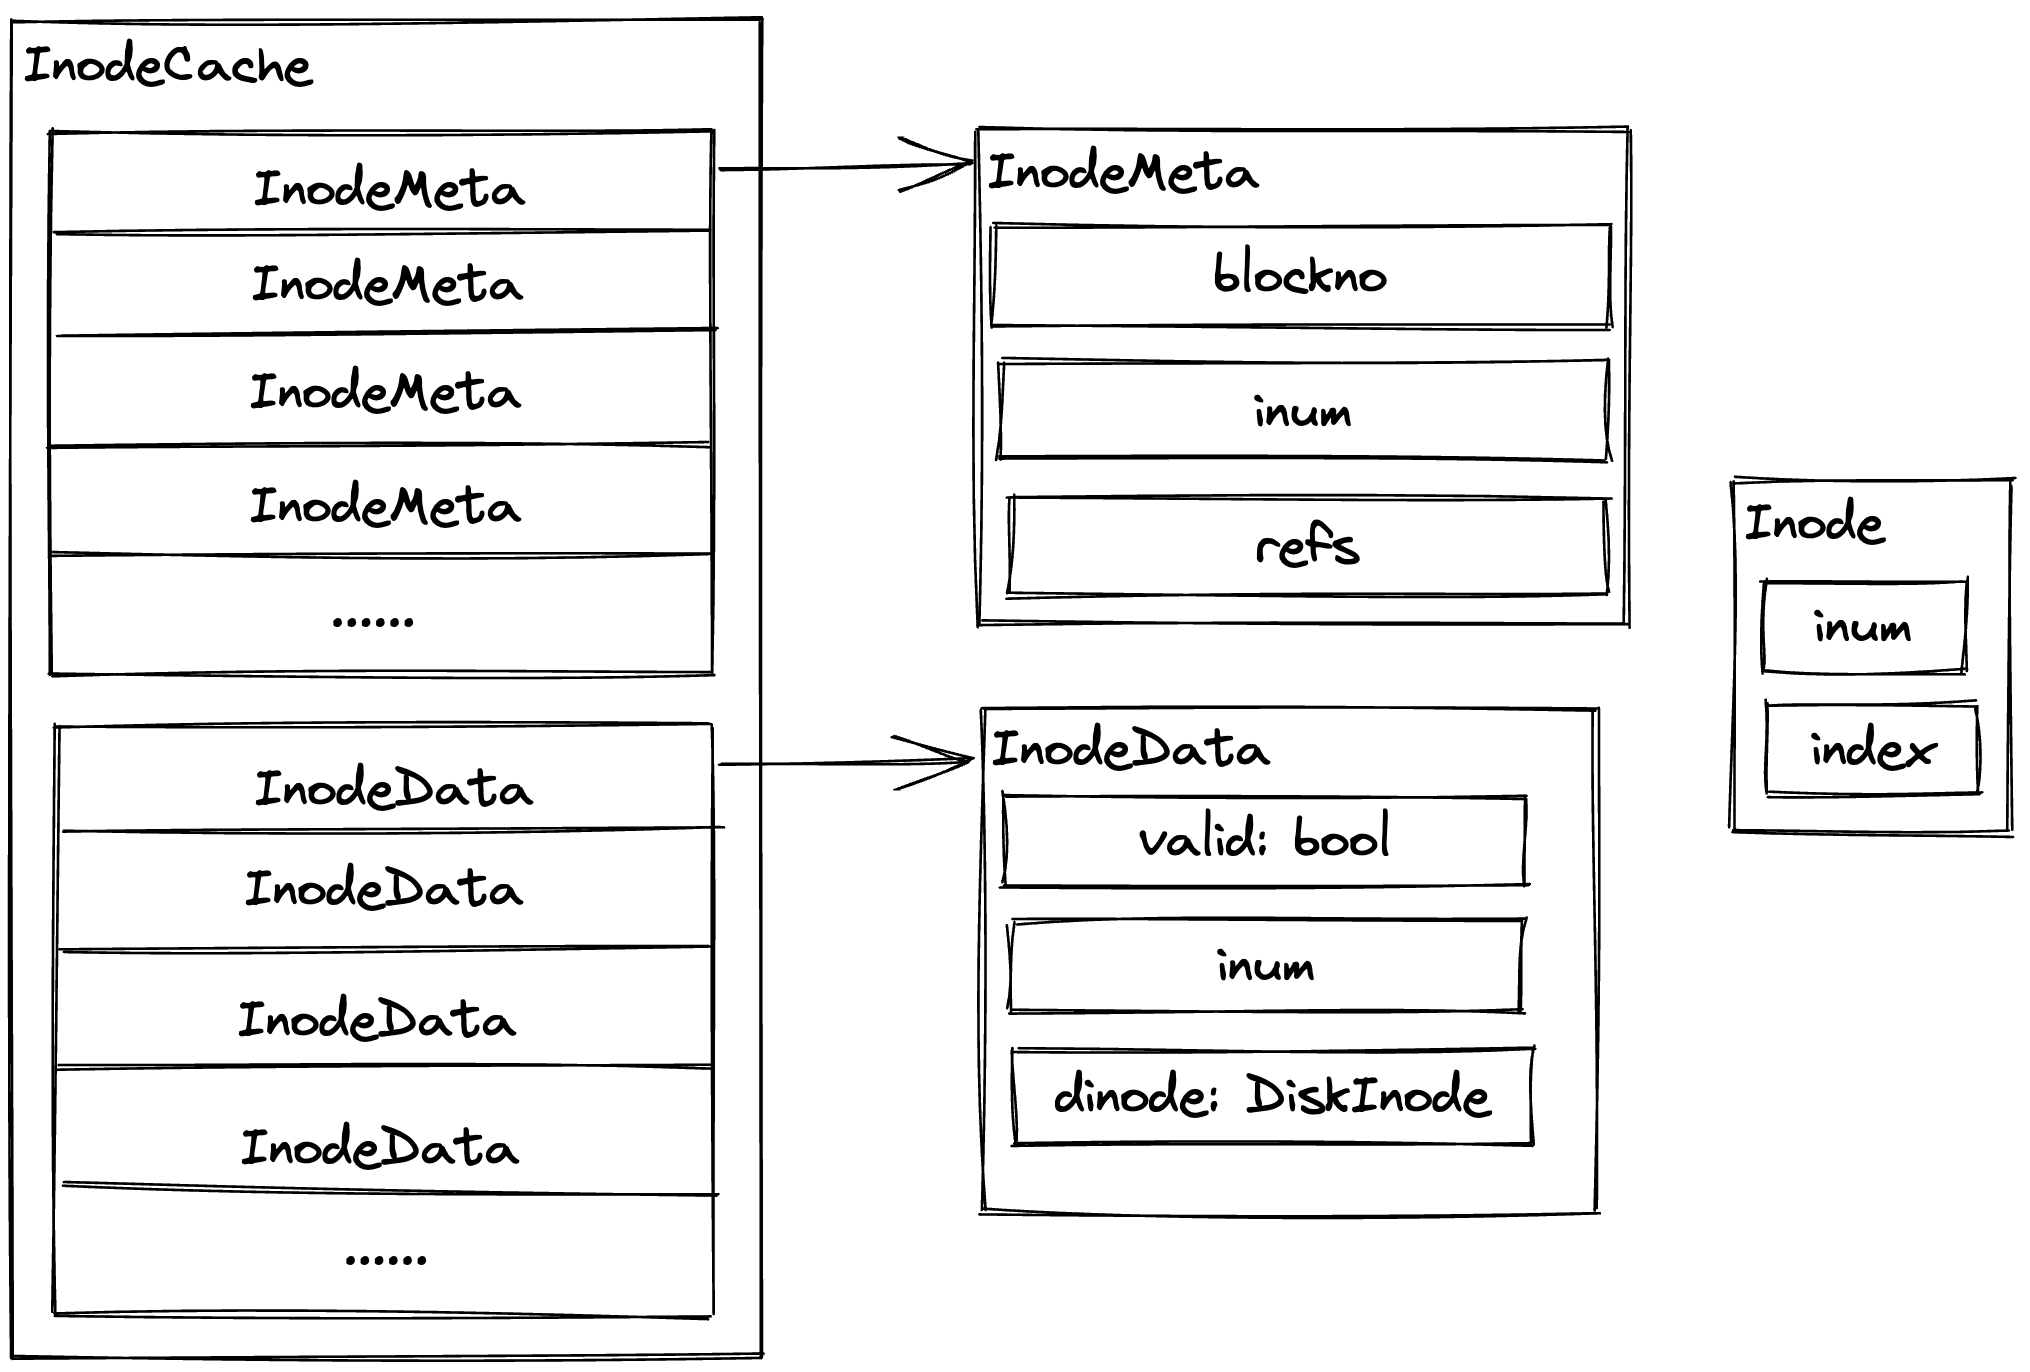 InodeCache
InodeMeta
InodeMeta
InodeMeta
InodeMeta
......
InodeData
InodeData
InodeData
InodeData
......
InodeMeta
blockno
inum
refs
InodeData
valid: bool
inum
dinode: DiskInode
Inode
inum
index